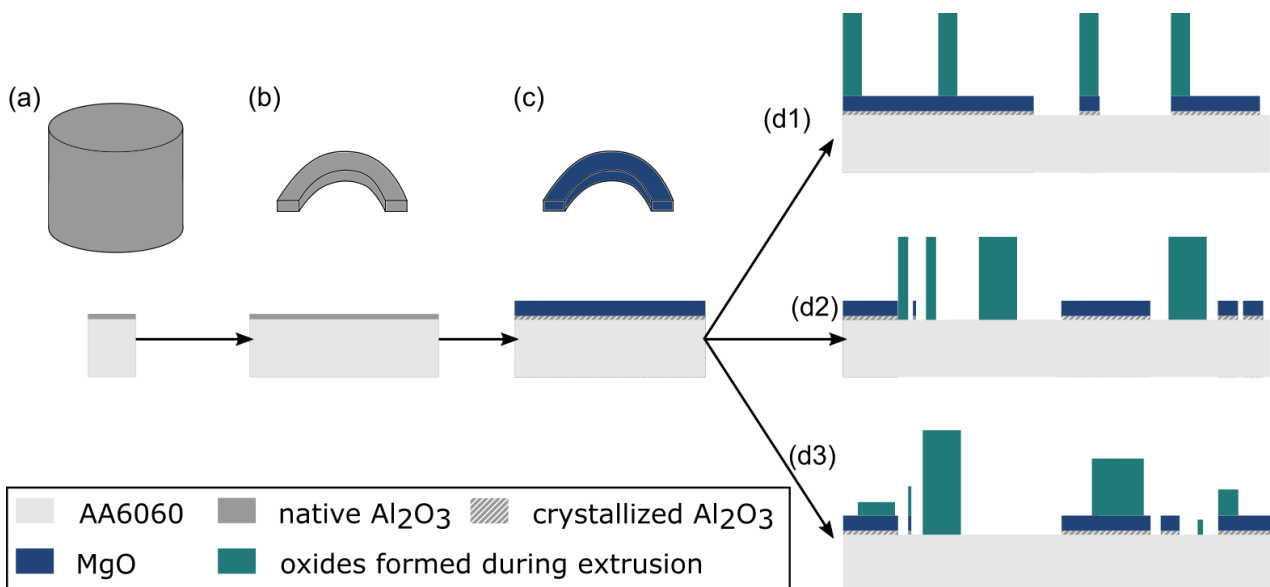 (a)
(b)
(c)
(d1)
(d2)
(d3)
AA6060
native Al₂O₃
crystallized Al₂O₃
MgO
oxides formed during extrusion